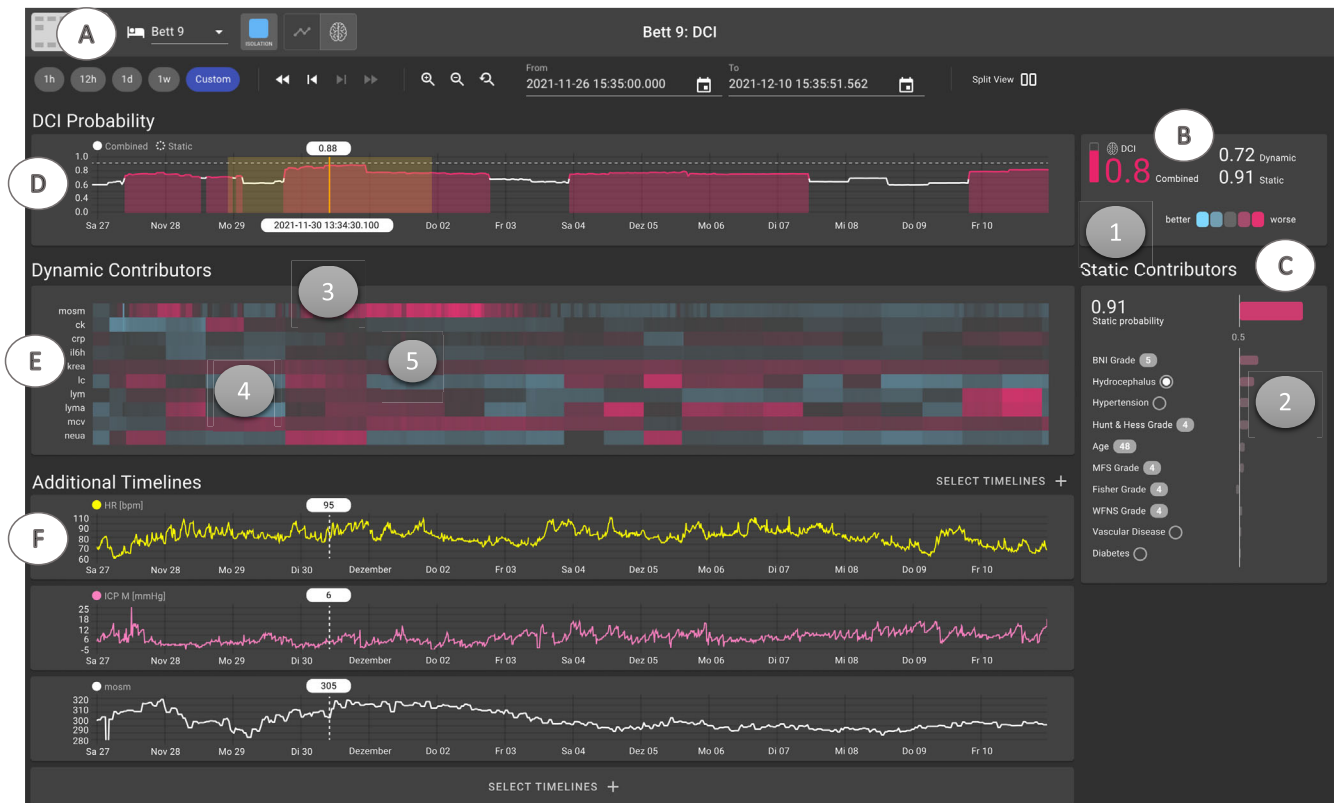 A
Bett 9
ISOLATION
Bett 9: DCI
1h 12h 1d 1w Custom
From
2021-11-26 15:35:00.000
To
2021-12-10 15:35:51.562
Split View
DCI Probability
Combined Static
0.88
1.0
0.8
0.6
0.4
0.2
0.0
D
Sa 27 Nov 28 Mo 29 2021-11-30 13:34:30.100 Do 02 Fr 03 Sa 04 Dez 05 Mo 06 Di 07 Mi 08 Do 09 Fr 10
B
DCI
0.8 Combined
0.72 Dynamic
0.91 Static
better worse
1
Dynamic Contributors
3
mosm
ck
crp
il6h
krea
lc
lym
lyma
mcv
neua
E
4
5
Static Contributors
C
0.91
Static probability
0.5
BNI Grade 5
Hydrocephalus
Hypertension
Hunt & Hess Grade 4
Age 48
MFS Grade 4
Fisher Grade 4
WFNS Grade 4
Vascular Disease
Diabetes
2
Additional Timelines
SELECT TIMELINES +
F
HR [bpm]
95
110
90
80
70
60
Sa 27 Nov 28 Mo 29 Di 30 Dezember Do 02 Fr 03 Sa 04 Dez 05 Mo 06 Di 07 Mi 08 Do 09 Fr 10
ICP M [mmHg]
6
25
18
12
6
-5
Sa 27 Nov 28 Mo 29 Di 30 Dezember Do 02 Fr 03 Sa 04 Dez 05 Mo 06 Di 07 Mi 08 Do 09 Fr 10
mosm
305
320
310
300
290
280
Sa 27 Nov 28 Mo 29 Di 30 Dezember Do 02 Fr 03 Sa 04 Dez 05 Mo 06 Di 07 Mi 08 Do 09 Fr 10
SELECT TIMELINES +